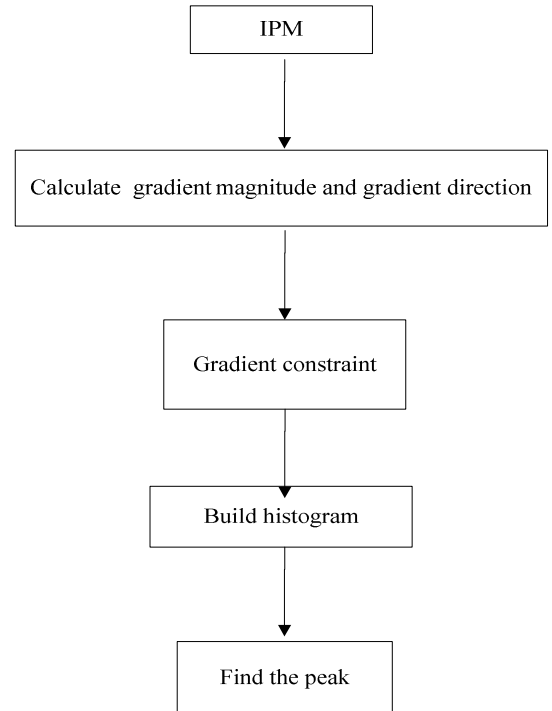 IPM
Calculate gradient magnitude and gradient direction
Gradient constraint
Build histogram
Find the peak